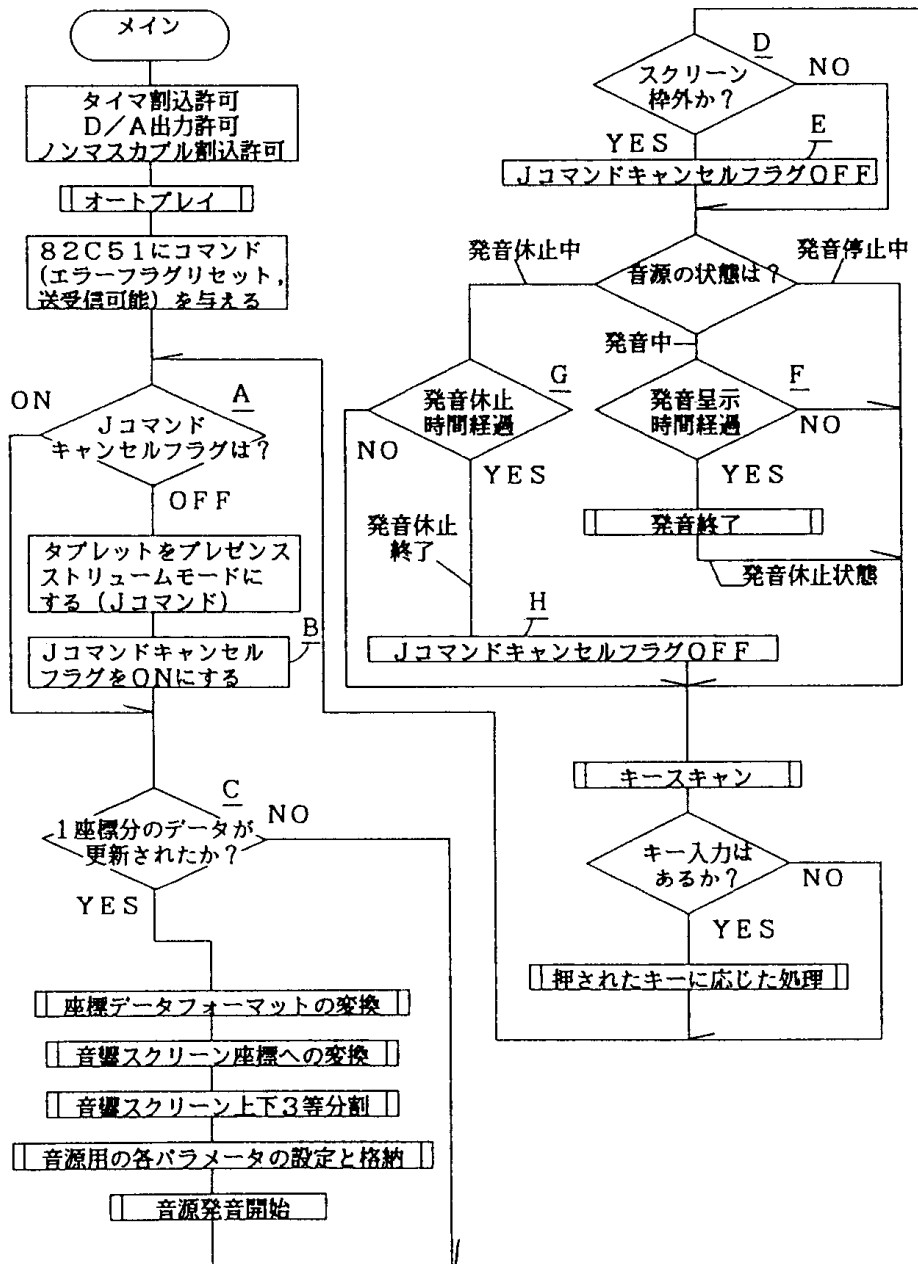 メイン
タイマ割込許可
D/A出力許可
ノンマスカブル割込許可
オートプレイ
82C51にコマンド
(エラーフラグリセット,
送受信可能)を与える
ON
A
Jコマンド
キャンセルフラグは?
OFF
タブレットをプレゼンス
ストリュームモードに
する(Jコマンド)
B
Jコマンドキャンセル
フラグをONにする
C
NO
1座標分のデータが
更新されたか?
YES
座標データフォーマットの変換
音響スクリーン座標への変換
音響スクリーン上下3等分割
音源用の各パラメータの設定と格納
音源発音開始
D
スクリーン
枠外か?
NO
YES
E
JコマンドキャンセルフラグOFF
発音休止中
音源の状態は?
発音停止中
発音中
G
発音休止
時間経過
NO
YES
F
発音呈示
時間経過
NO
YES
発音終了
発音休止
終了
発音休止状態
H
JコマンドキャンセルフラグOFF
キースキャン
キー入力は
あるか?
NO
YES
押されたキーに応じた処理